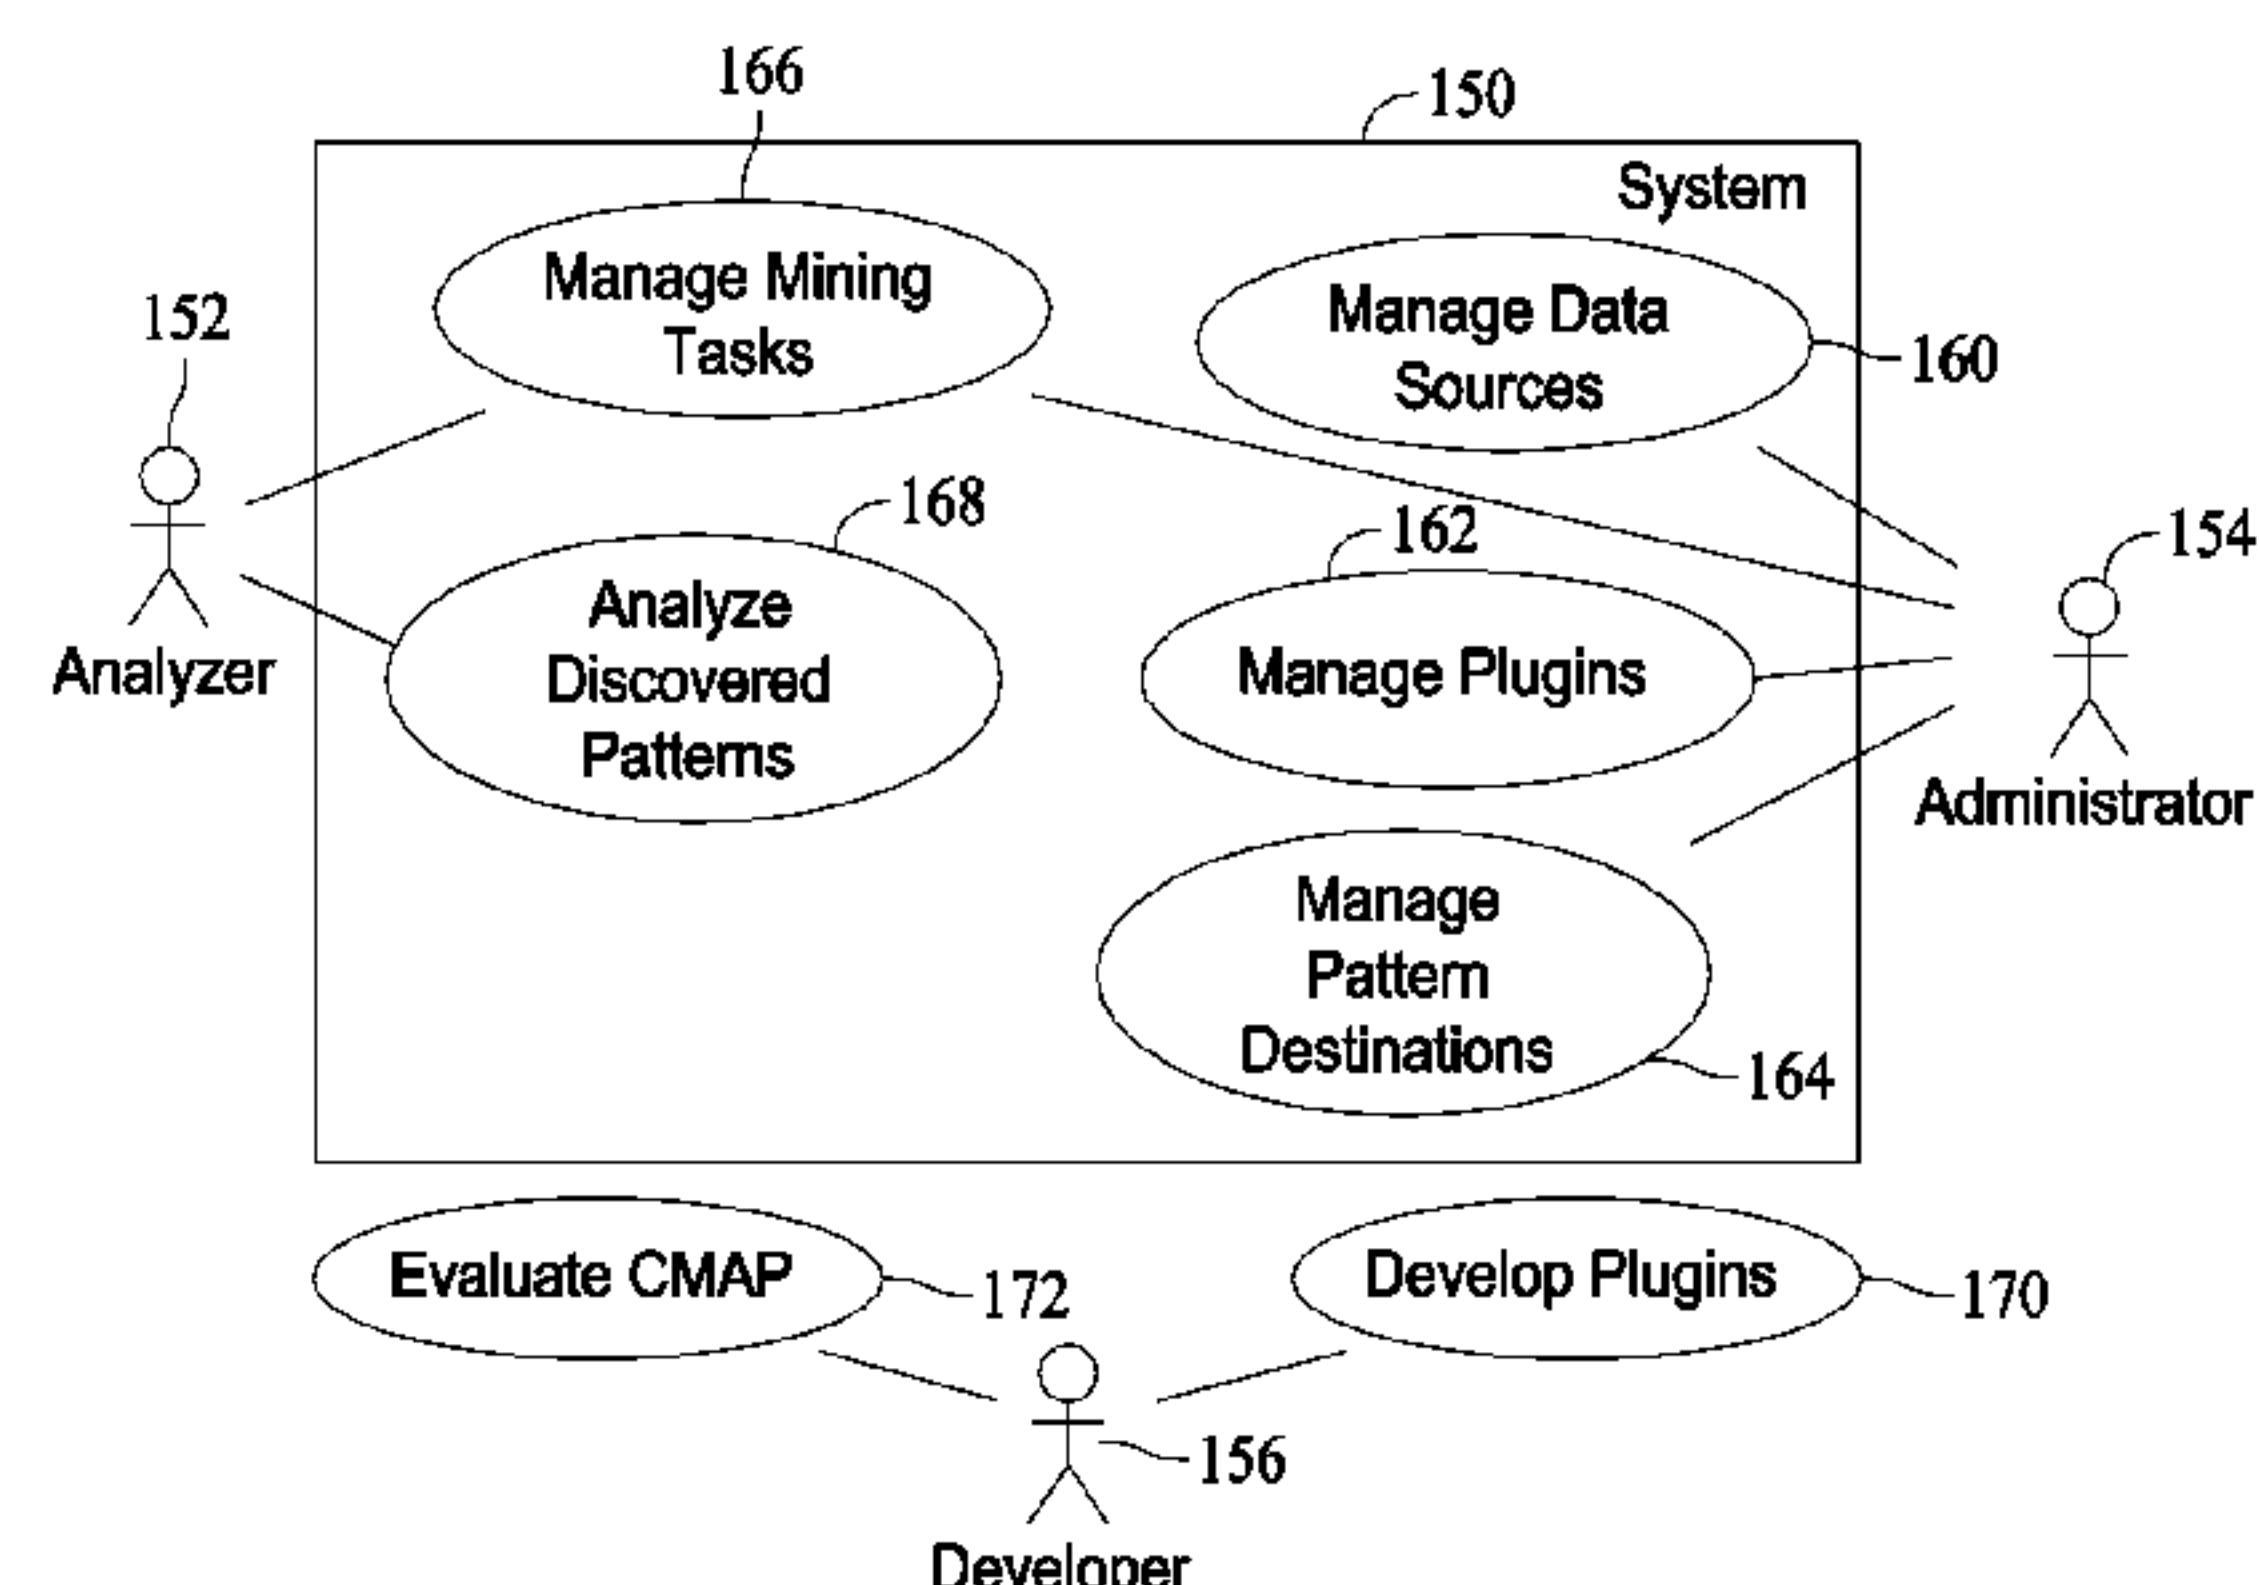 166
150
System
Manage Mining
Tasks
152
Manage Data
Sources
160
168
162
154
Analyze
Discovered
Patterns
Analyzer
Manage Plugins
Administrator
Manage
Pattern
Destinations
164
Evaluate CMAP
172
Develop Plugins
170
156
Developer